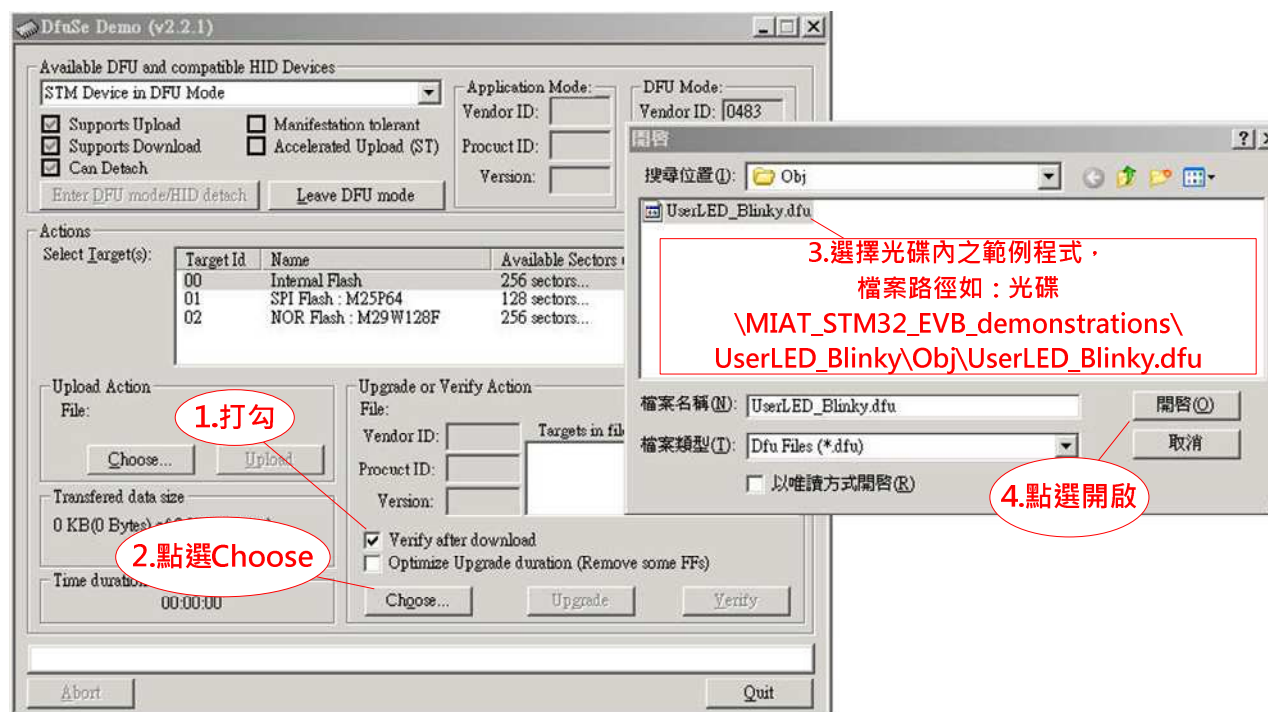 DfuSe Demo (v2.2.1)
Available DFU and compatible HID Devices
STM Device in DFU Mode
Supports Upload
Manifestation tolerant
Supports Download
Accelerated Upload (ST)
Can Detach
Enter DFU mode/HID detach
Leave DFU mode
Application Mode:
Vendor ID:
Procuct ID:
Version:
DFU Mode:
Vendor ID: 0483
Actions
Select Target(s):
Target Id Name Available Sectors
00 Internal Flash 256 sectors...
01 SPI Flash : M25P64 128 sectors...
02 NOR Flash : M29W128F 256 sectors...
Upload Action
File:
1.打勾
Choose...
Upload
Transfered data size
0 KB(0 Bytes)
2.點選Choose
Time duration
00:00:00
Upgrade or Verify Action
File:
Vendor ID:
Procuct ID:
Version:
Targets in
Verify after download
Optimize Upgrade duration (Remove some FFs)
Choose...
Upgrade
Verify
Abort
Quit
開啓
搜尋位置(I):
Obj
UserLED_Blinky.dfu
3.選擇光碟內之範例程式，
檔案路徑如：光碟
\MIAT_STM32_EVB_demonstrations\
UserLED_Blinky\Obj\UserLED_Blinky.dfu
檔案名稱(N): UserLED_Blinky.dfu
開啓(O)
檔案類型(T): Dfu Files (*.dfu)
取消
以唯讀方式開啓(R)
4.點選開啟